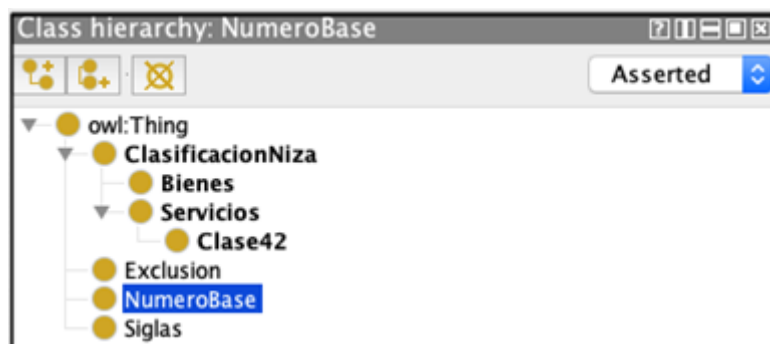 Class hierarchy: NumeroBase
Asserted
owl:Thing
ClasificacionNiza
Bienes
Servicios
Clase42
Exclusion
NumeroBase
Siglas